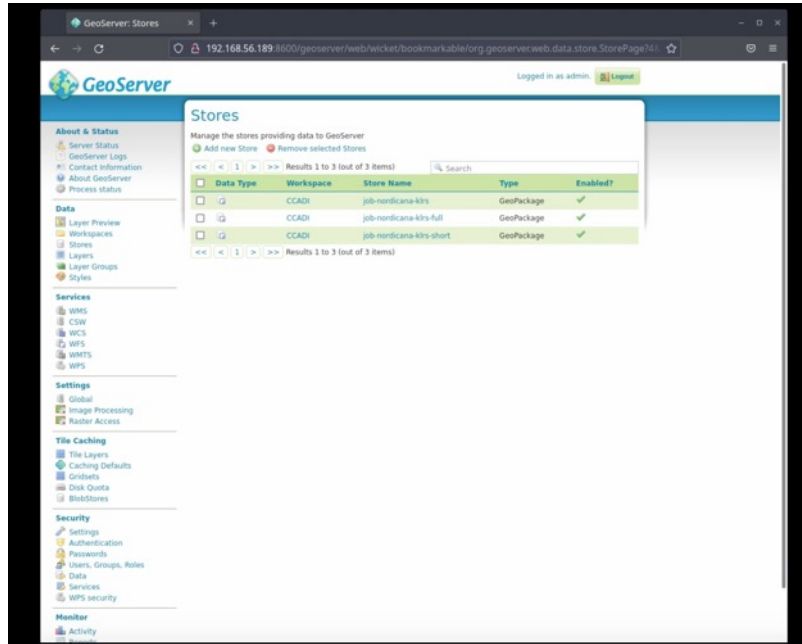 GeoServer: Stores
192.168.56.189:8600/geoserver/web/wicket/bookmarkable/org.geoserver.web.data.store.StorePage?4&
GeoServer
Logged in as admin.
Logout
About & Status
Server Status
GeoServer Logs
Contact Information
About GeoServer
Process status
Data
Layer Preview
Workspaces
Stores
Layers
Layer Groups
Styles
Services
WMS
CSW
WCS
WFS
WMTS
WPS
Settings
Global
Image Processing
Raster Access
Tile Caching
Tile Layers
Caching Defaults
Gridsets
Disk Quota
BlobStores
Security
Settings
Authentication
Passwords
Users, Groups, Roles
Data
Services
WPS security
Monitor
Activity
Reports
Stores
Manage the stores providing data to GeoServer
Add new Store Remove selected Stores
<< < 1 > >> Results 1 to 3 (out of 3 items) Search
Data Type Workspace Store Name Type Enabled?
CCADI job-nordicana-klrs GeoPackage
CCADI job-nordicana-klrs-full GeoPackage
CCADI job-nordicana-klrs-short GeoPackage
<< < 1 > >> Results 1 to 3 (out of 3 items)